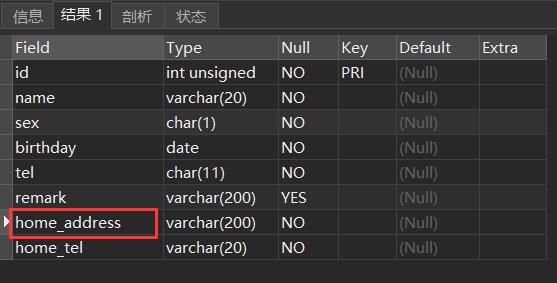 信息 结果 1 剖析 状态
Field Type Null Key Default Extra
id int unsigned NO PRI (Null)
name varchar(20) NO (Null)
sex char(1) NO (Null)
birthday date NO (Null)
tel char(11) NO (Null)
remark varchar(200) YES (Null)
home_address varchar(200) NO (Null)
home_tel varchar(20) NO (Null)